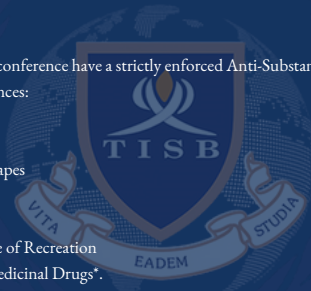 conference have a strictly enforced Anti-Substan
nces:
TISB
apes
VITA
STUDIA
e of Recreation
EADEM
edicinal Drugs*.